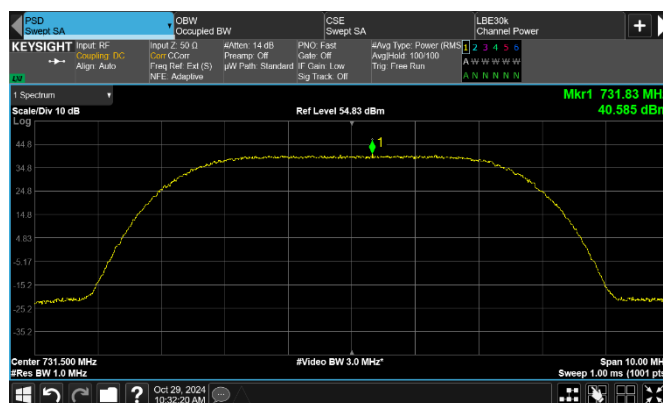 PSD
Swept SA
OBW
Occupied BW
CSE
Swept SA
LBE30k
Channel Power
+
KEYSIGHT
Input: RF
Coupling: DC
Align: Auto
Input Z: 50 Ω
Corr CCorr
Freq Ref: Ext (S)
NFE: Adaptive
#Atten: 14 dB
Preamp: Off
µW Path: Standard
PNO: Fast
Gate: Off
IF Gain: Low
Sig Track: Off
#Avg Type: Power (RMS
Avg|Hold: 100/100
Trig: Free Run
1 2 3 4 5 6
A W W W W W
A N N N N N
1 Spectrum
Scale/Div 10 dB
Ref Level 54.83 dBm
Mkr1 731.83 MH
40.585 dBm
Log
44.8
34.8
24.8
14.8
4.83
-5.17
-15.2
-25.2
-35.2
1
Center 731.500 MHz
#Video BW 3.0 MHz*
Span 10.00 MH
#Res BW 1.0 MHz
Sweep 1.00 ms (1001 pts
?
Oct 29, 2024
10:32:20 AM